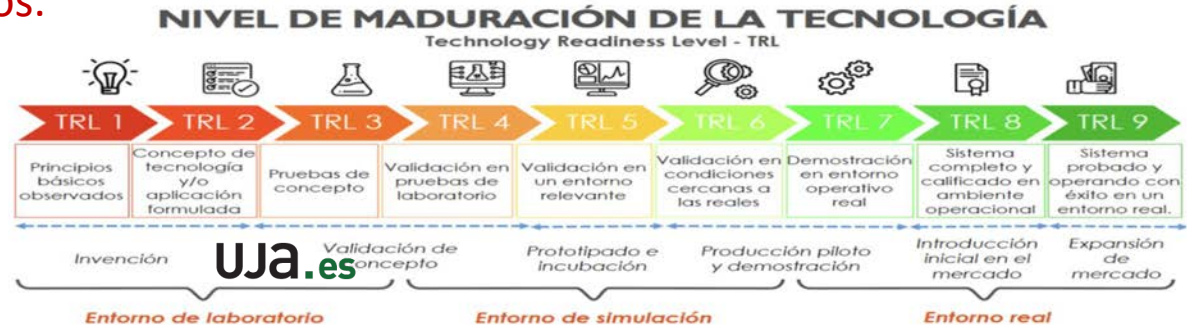 os.
NIVEL DE MADURACIÓN DE LA TECNOLOGÍA
Technology Readiness Level - TRL
TRL 1
TRL 2
TRL 3
TRL 4
TRL 5
TRL 6
TRL 7
TRL 8
TRL 9
Principios
básicos
observados
Concepto de
tecnología
y/o
aplicación
formulada
Pruebas de
concepto
Validación en
pruebas de
laboratorio
Validación en
un entorno
relevante
Validación en
condiciones
cercanas a
las reales
Demostración
en entorno
operativo
real
Sistema
completo y
calificado en
ambiente
operacional
Sistema
probado y
operando con
éxito en un
entorno real.
Invención
UJa.es
Validación de
oncepto
Prototipado e
incubación
Producción piloto
y demostración
Introducción
inicial en el
mercado
Expansión
de
mercado
Entorno de laboratorio
Entorno de simulación
Entorno real